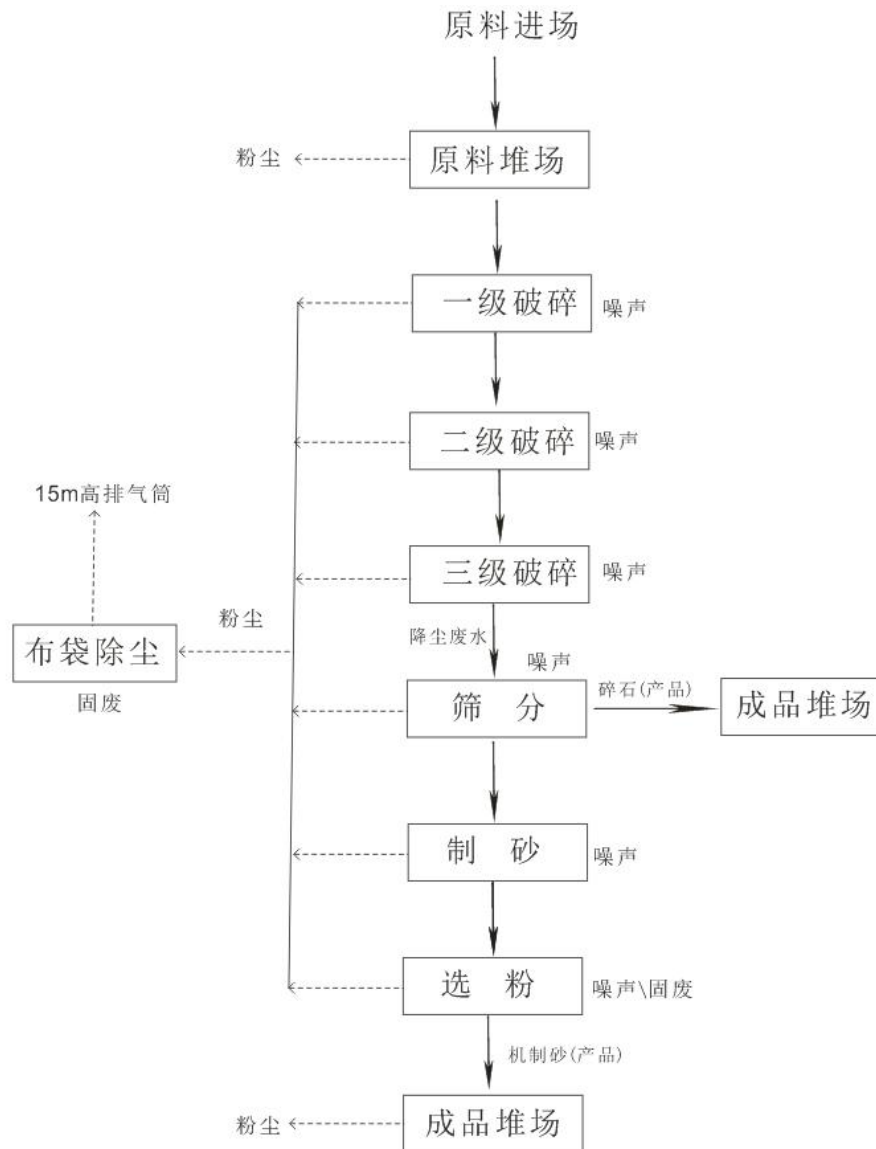 原料进场
粉尘
原料堆场
一级破碎
噪声
二级破碎
噪声
15m高排气筒
三级破碎
噪声
粉尘
降尘废水
布袋除尘
噪声
固废
筛 分
碎石(产品)
成品堆场
制 砂
噪声
选 粉
噪声\固废
机制砂(产品)
粉尘
成品堆场